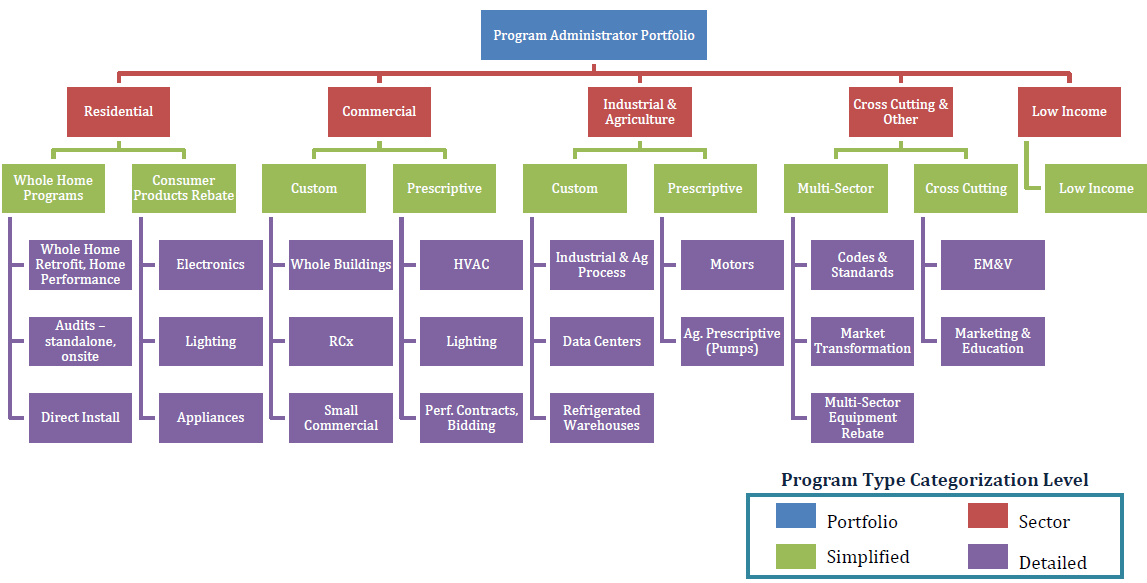 Program Administrator Portfolio
Residential
Commercial
Industrial &
Agriculture
Cross Cutting &
Other
Low Income
Whole Home
Programs
Consumer
Products Rebate
Custom
Prescriptive
Custom
Prescriptive
Multi-Sector
Cross Cutting
Low Income
Whole Home
Retrofit, Home
Performance
Electronics
Whole Buildings
HVAC
Industrial & Ag
Process
Motors
Codes &
Standards
EM&V
Audits –
standalone,
onsite
Lighting
RCx
Lighting
Data Centers
Ag. Prescriptive
(Pumps)
Market
Transformation
Marketing &
Education
Direct Install
Appliances
Small
Commercial
Perf. Contracts,
Bidding
Refrigerated
Warehouses
Multi-Sector
Equipment
Rebate
Program Type Categorization Level
Portfolio
Sector
Simplified
Detailed